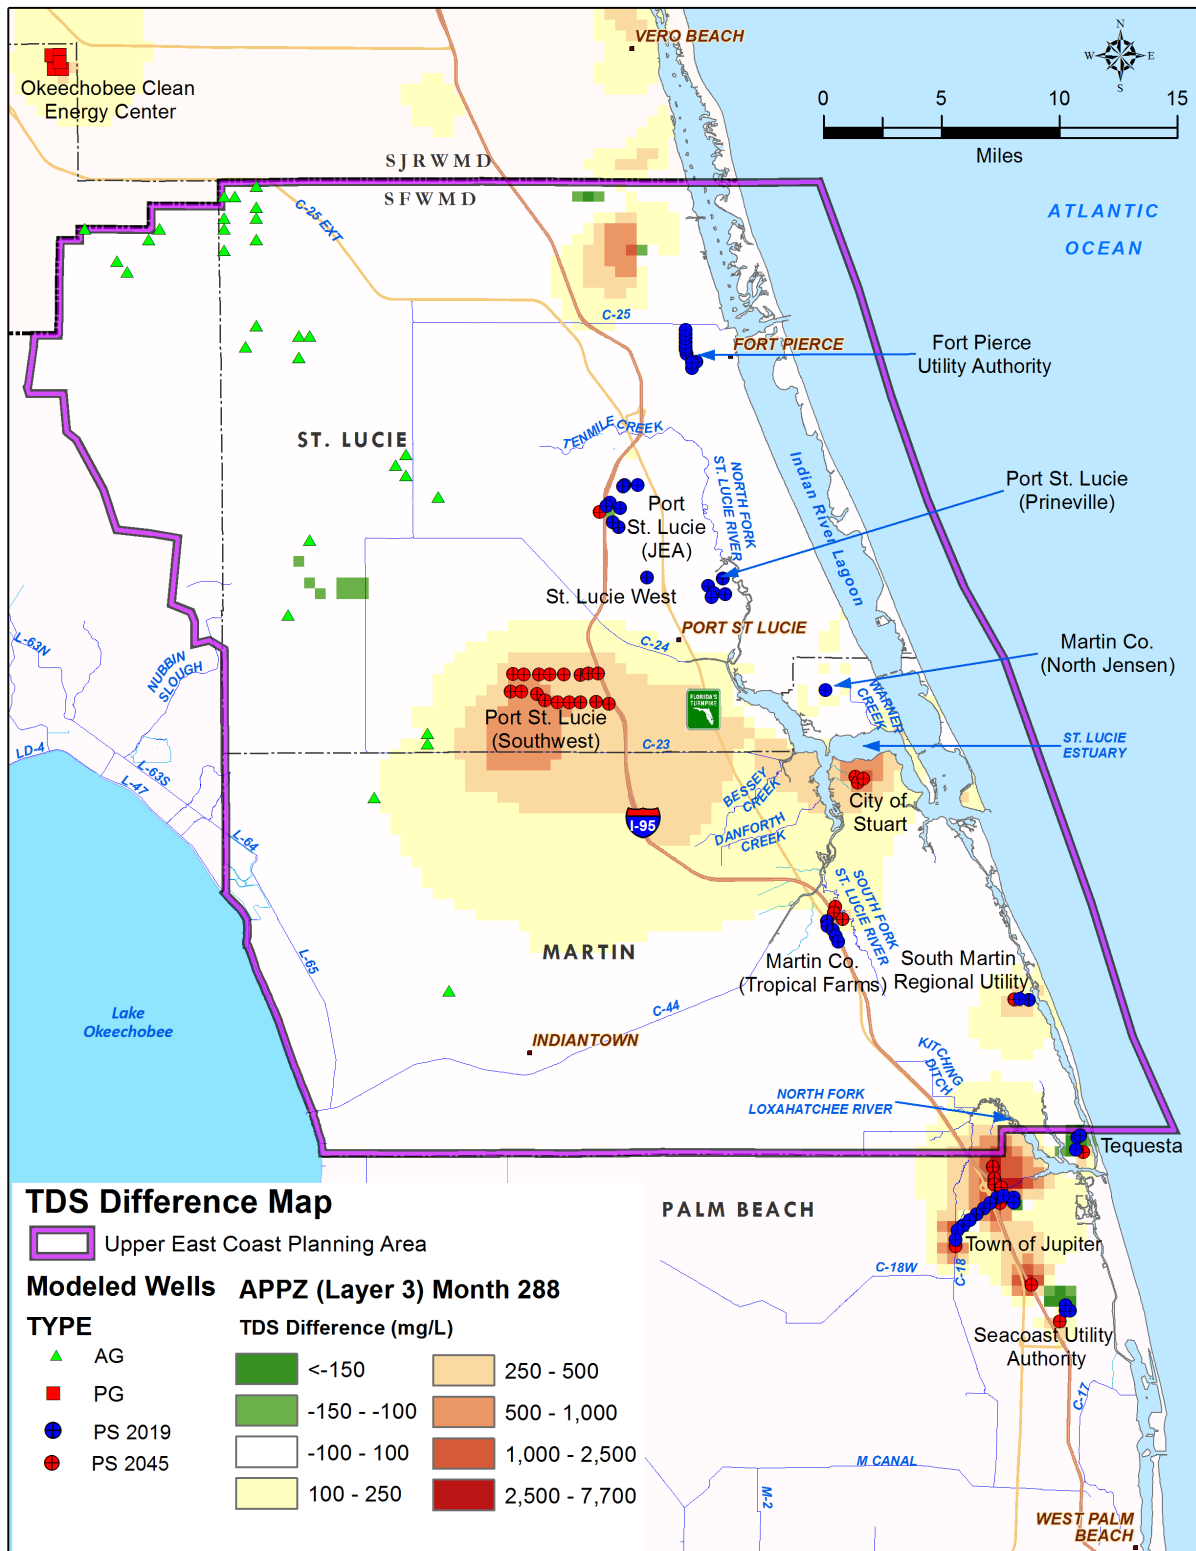 VERO BEACH
N
W
E
S
Okeechobee Clean
Energy Center
0
5
10
15
Miles
SJRWMD
SFWMD
C-25 EXT
ATLANTIC
OCEAN
C-25
FORT PIERCE
Fort Pierce
Utility Authority
ST. LUCIE
TENMILE CREEK
NORTH FORK
ST. LUCIE RIVER
Indian River Lagoon
Port St. Lucie
(Prineville)
Port
St. Lucie
(JEA)
St. Lucie West
C-24
PORT ST LUCIE
Martin Co.
(North Jensen)
WARNER
CREEK
L-63N
NUBBIN
SLOUGH
FLORIDA'S
TURNPIKE
Port St. Lucie
(Southwest)
C-23
ST. LUCIE
ESTUARY
LD-4
L-63S
L-47
BESSEY
CREEK
City of
Stuart
I-95
DANFORTH
CREEK
L-64
SOUTH FORK
ST. LUCIE RIVER
MARTIN
L-65
Martin Co.
(Tropical Farms)
South Martin
Regional Utility
Lake
Okeechobee
C-44
INDIANTOWN
KITCHING
DITCH
NORTH FORK
LOXAHATCHEE RIVER
Tequesta
PALM BEACH
Town of Jupiter
C-18W
C-18
Seacoast Utility
Authority
C-17
M CANAL
M-2
WEST PALM
BEACH
TDS Difference Map
Upper East Coast Planning Area
Modeled Wells
TYPE
AG
PG
PS 2019
PS 2045
APPZ (Layer 3) Month 288
TDS Difference (mg/L)
<-150
-150 - -100
-100 - 100
100 - 250
250 - 500
500 - 1,000
1,000 - 2,500
2,500 - 7,700